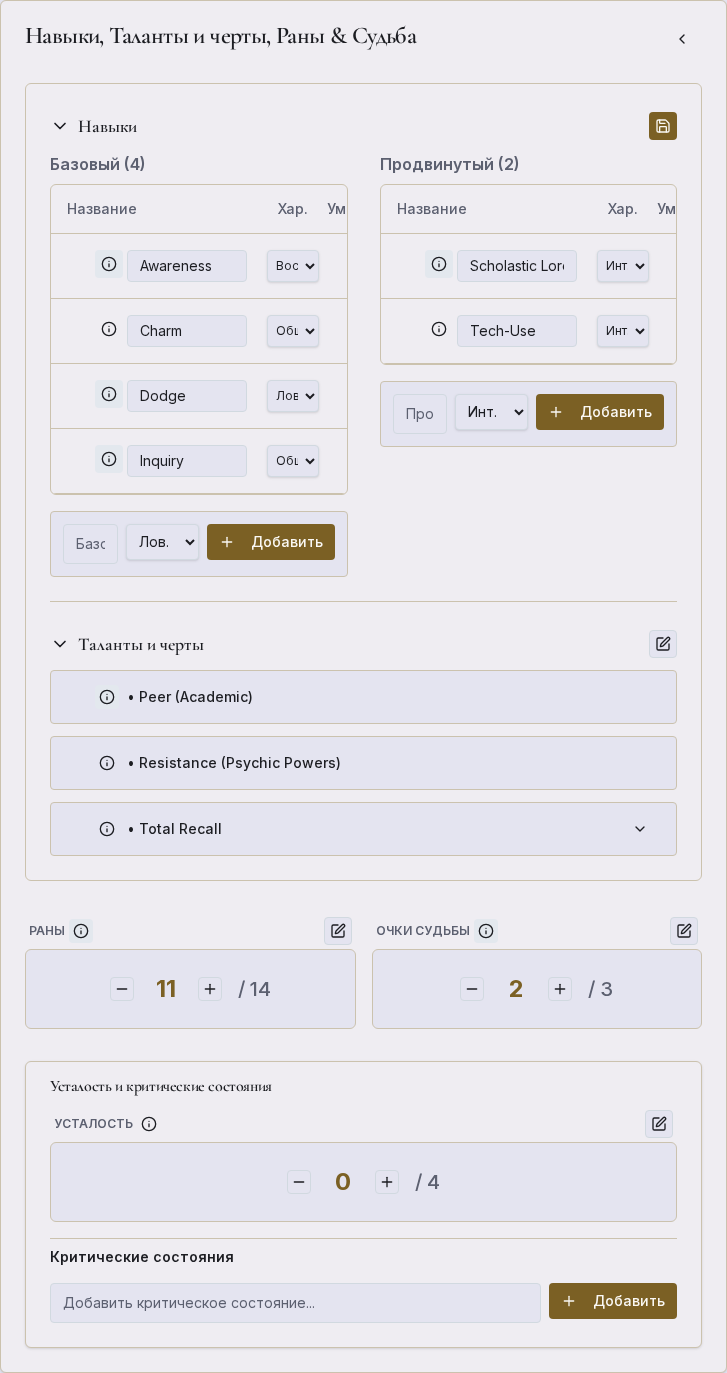 Навыки, Таланты и черты, Раны & Судьба
Навыки
Базовый (4)
Название Хар. Ум
Awareness Вос
Charm Общ
Dodge Лов
Inquiry Общ
Базо Лов. Добавить
Продвинутый (2)
Название Хар. Ум
Scholastic Lore Инт
Tech-Use Инт
Про Инт. Добавить
Таланты и черты
• Peer (Academic)
• Resistance (Psychic Powers)
• Total Recall
РАНЫ
11 / 14
ОЧКИ СУДЬБЫ
2 / 3
Усталость и критические состояния
УСТАЛОСТЬ
0 / 4
Критические состояния
Добавить критическое состояние... Добавить